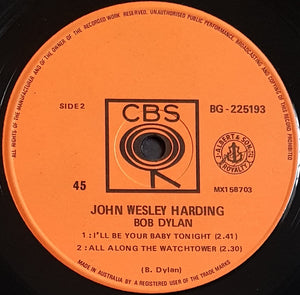 ALL RIGHTS OF THE MANUFACTURER AND OF THE OWNER OF THE RECORDED WORK RESERVED. UNAUTHORISED PUBLIC PERFORMANCE, BROADCASTING AND COPYING OF THIS RECORD PROHIBITED
CBS
SIDE 2
BG-225193
J. ALBERT & SON
ROYALTY
45
MX158703
JOHN WESLEY HARDING
BOB DYLAN
1: I'LL BE YOUR BABY TONIGHT (2.41)
2: ALL ALONG THE WATCHTOWER (2.30)
(B. Dylan)
MADE IN AUSTRALIA BY A REGISTERED USER OF THE TRADE MARKS